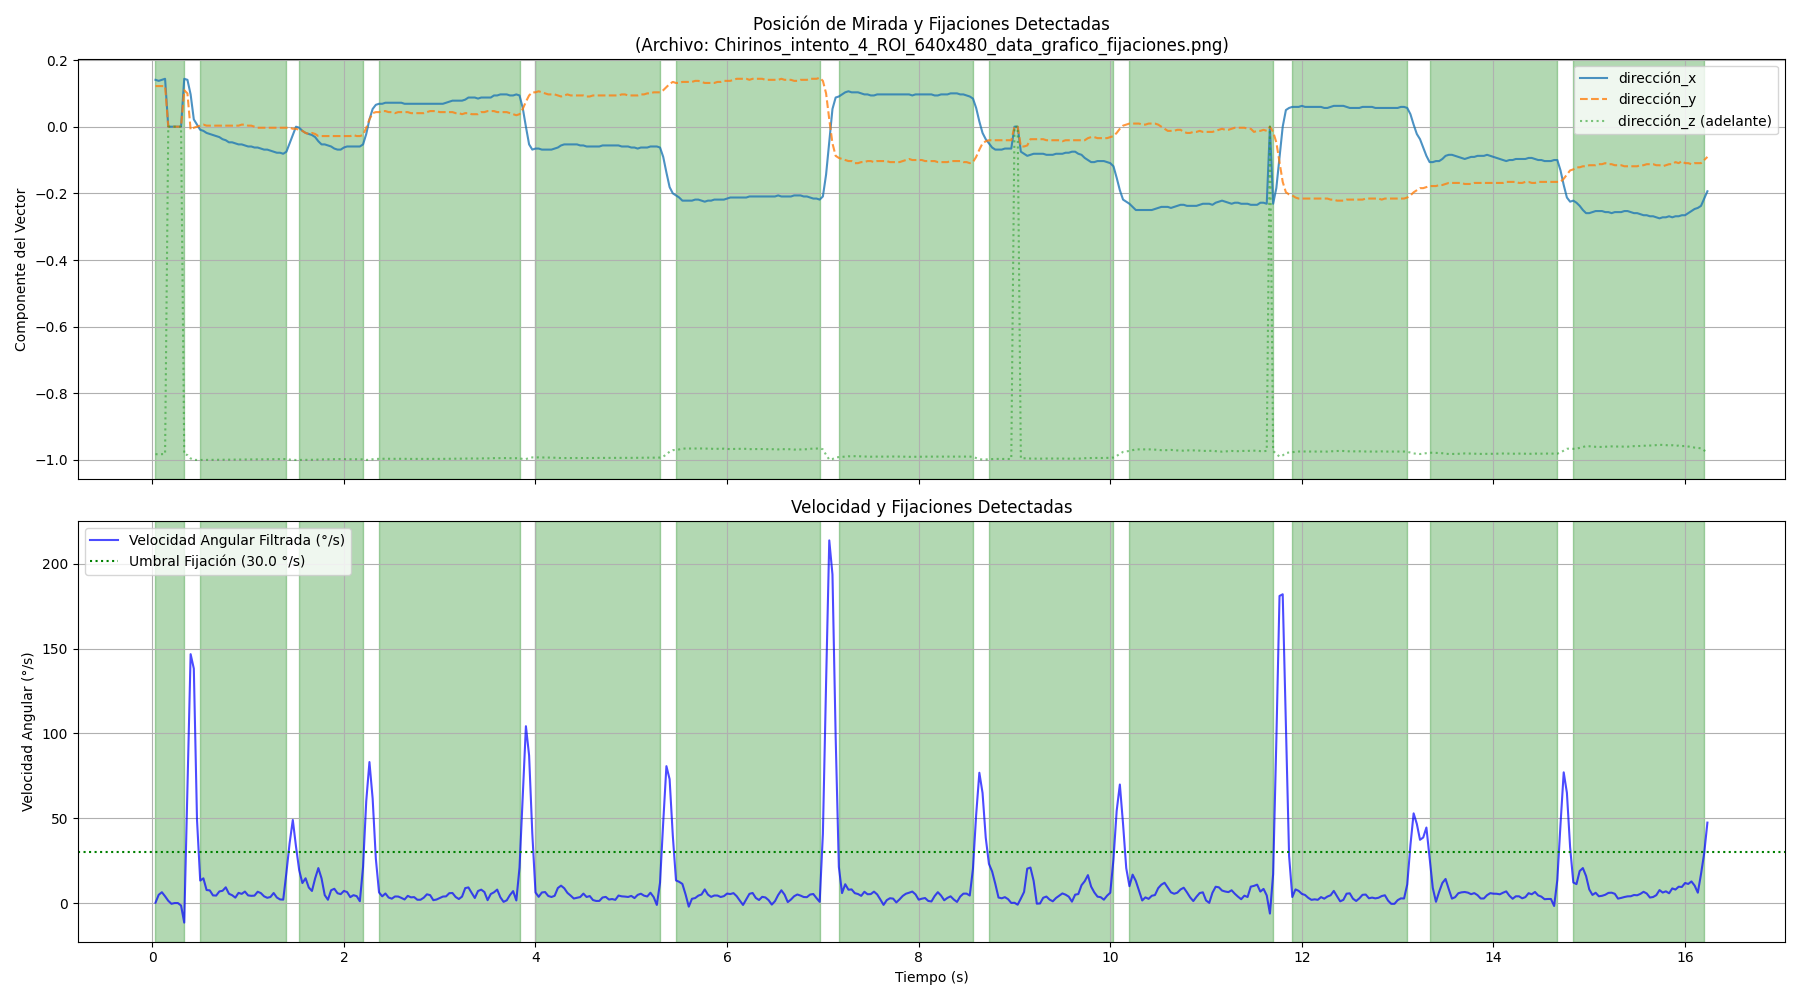 Posición de Mirada y Fijaciones Detectadas
(Archivo: Chirinos_intento_4_ROI_640x480_data_grafico_fijaciones.png)
0.2
0.0
−0.2
−0.4
−0.6
−0.8
−1.0
Componente del Vector
dirección_x
dirección_y
dirección_z (adelante)
Velocidad y Fijaciones Detectadas
Velocidad Angular Filtrada (°/s)
Umbral Fijación (30.0 °/s)
200
150
100
50
0
Velocidad Angular (°/s)
0 2 4 6 8 10 12 14 16
Tiempo (s)